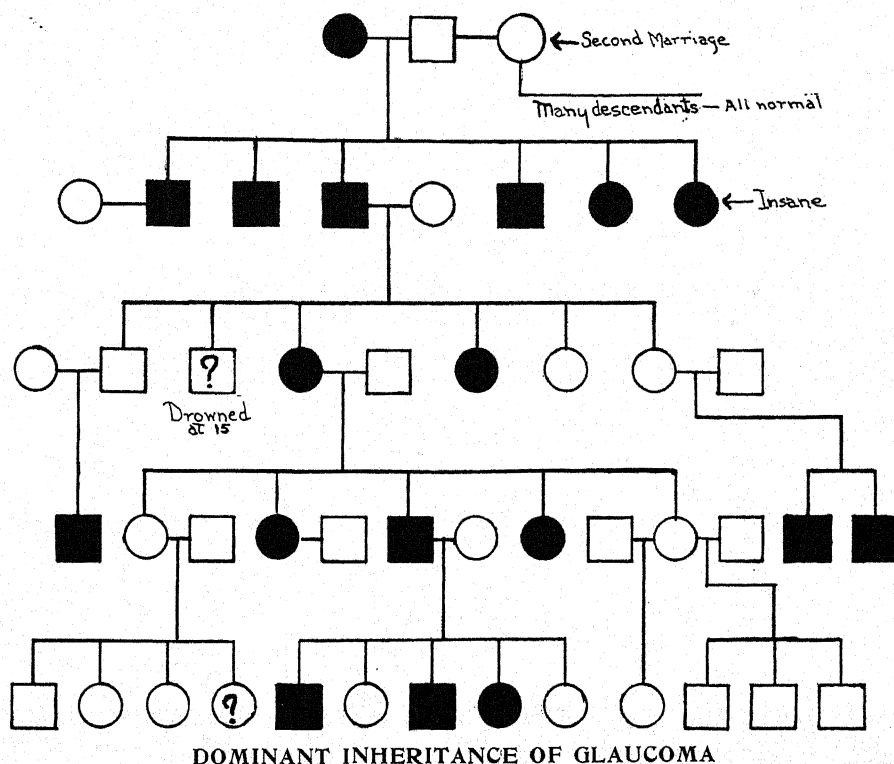 Second Marriage
Many descendants — All normal
Insane
?
Drowned
at 15
?
DOMINANT INHERITANCE OF GLAUCOMA